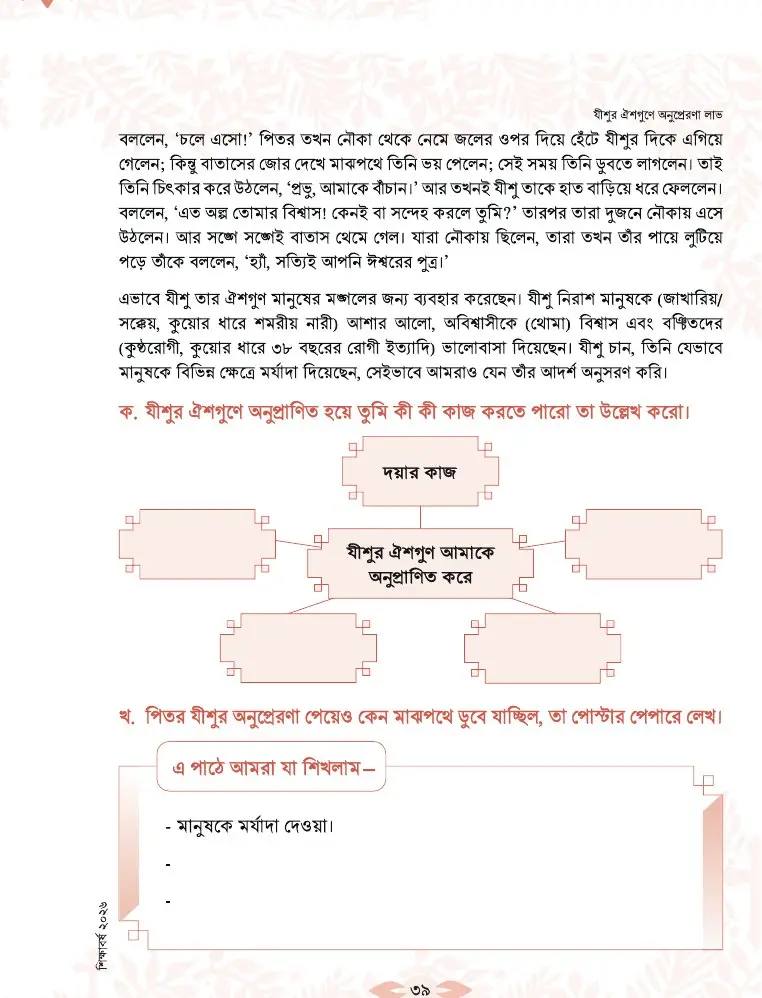 যীশুর ঐশগুণে অনুপ্রেরণা লাভ
বললেন, ‘চলে এসো!’ পিতর তখন নৌকা থেকে নেমে জলের ওপর দিয়ে হেঁটে যীশুর দিকে এগিয়ে
গেলেন; কিন্তু বাতাসের জোর দেখে মাঝপথে তিনি ভয় পেলেন; সেই সময় তিনি ডুবতে লাগলেন। তাই
তিনি চিৎকার করে উঠলেন, ‘প্রভু, আমাকে বাঁচান।’ আর তখনই যীশু তাকে হাত বাড়িয়ে ধরে ফেললেন।
বললেন, ‘এত অল্প তোমার বিশ্বাস! কেনই বা সন্দেহ করলে তুমি?’ তারপর তারা দুজনে নৌকায় এসে
উঠলেন। আর সঙ্গে সঙ্গেই বাতাস থেমে গেল। যারা নৌকায় ছিলেন, তারা তখন তাঁর পায়ে লুটিয়ে
পড়ে তাঁকে বললেন, ‘হ্যাঁ, সত্যিই আপনি ঈশ্বরের পুত্র।’
এভাবে যীশু তার ঐশগুণ মানুষের মঙ্গলের জন্য ব্যবহার করেছেন। যীশু নিরাশ মানুষকে (জাখারিয়/
সক্কেয়, কুয়োর ধারে শমরীয় নারী) আশার আলো, অবিশ্বাসীকে (থোমা) বিশ্বাস এবং বঞ্চিতদের
(কুষ্ঠরোগী, কুয়োর ধারে ৩৮ বছরের রোগী ইত্যাদি) ভালোবাসা দিয়েছেন। যীশু চান, তিনি যেভাবে
মানুষকে বিভিন্ন ক্ষেত্রে মর্যাদা দিয়েছেন, সেইভাবে আমরাও যেন তাঁর আদর্শ অনুসরণ করি।
ক. যীশুর ঐশগুণে অনুপ্রাণিত হয়ে তুমি কী কী কাজ করতে পারো তা উল্লেখ করো।
দয়ার কাজ
যীশুর ঐশগুণ আমাকে
অনুপ্রাণিত করে
খ. পিতর যীশুর অনুপ্রেরণা পেয়েও কেন মাঝপথে ডুবে যাচ্ছিল, তা পোস্টার পেপারে লেখ।
এ পাঠে আমরা যা শিখলাম–
- মানুষকে মর্যাদা দেওয়া।
-
-
শিক্ষাবর্ষ ২০২৬
৩৯